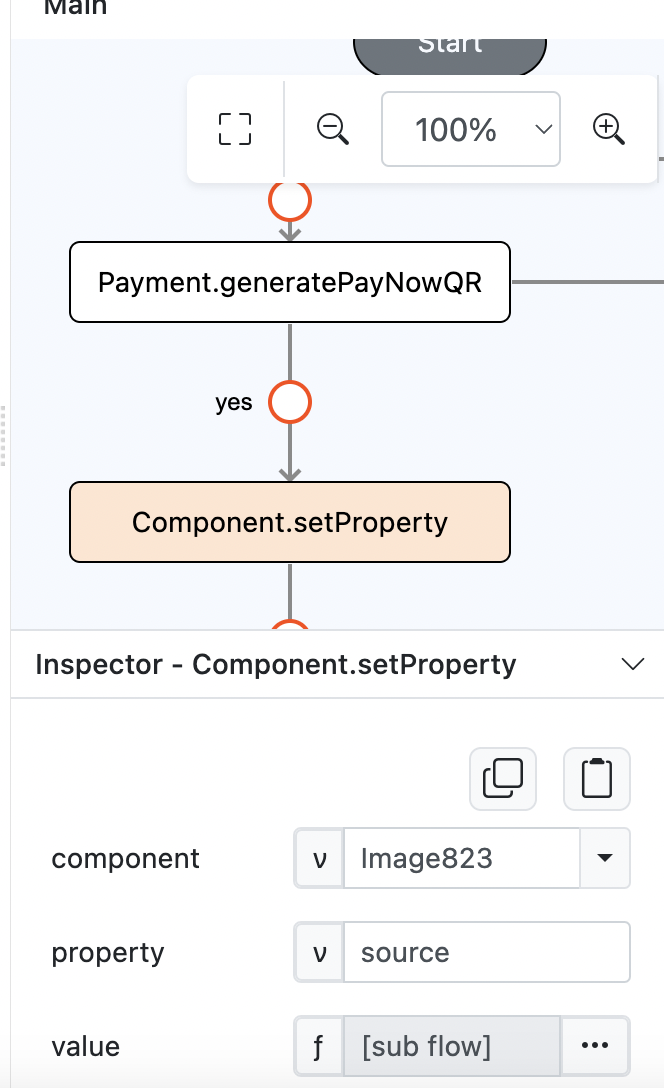 Main
Start
100%
Payment.generatePayNowQR
yes
Component.setProperty
Inspector - Component.setProperty
component ν Image823
property ν source
value ƒ [sub flow] •••